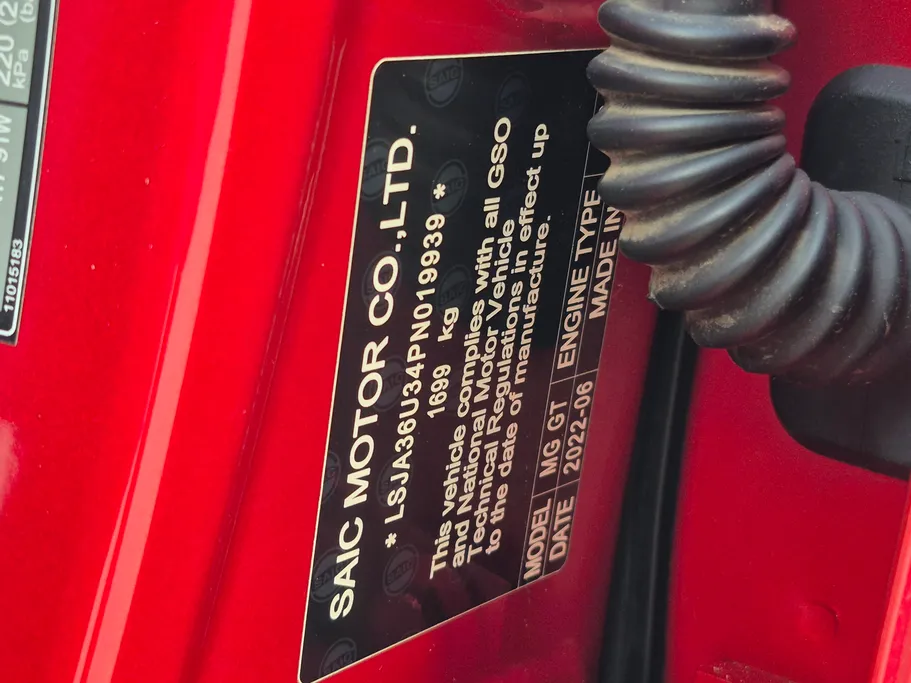 SAIC MOTOR CO.,LTD.
* LSJA36U34PN019939 *
1699 kg
This vehicle complies with all GSO
and National Motor Vehicle
Technical Regulations in effect up
to the date of manufacture.
MODEL MG GT ENGINE TYPE
DATE 2022-06 MADE IN
220
kPa
11015183